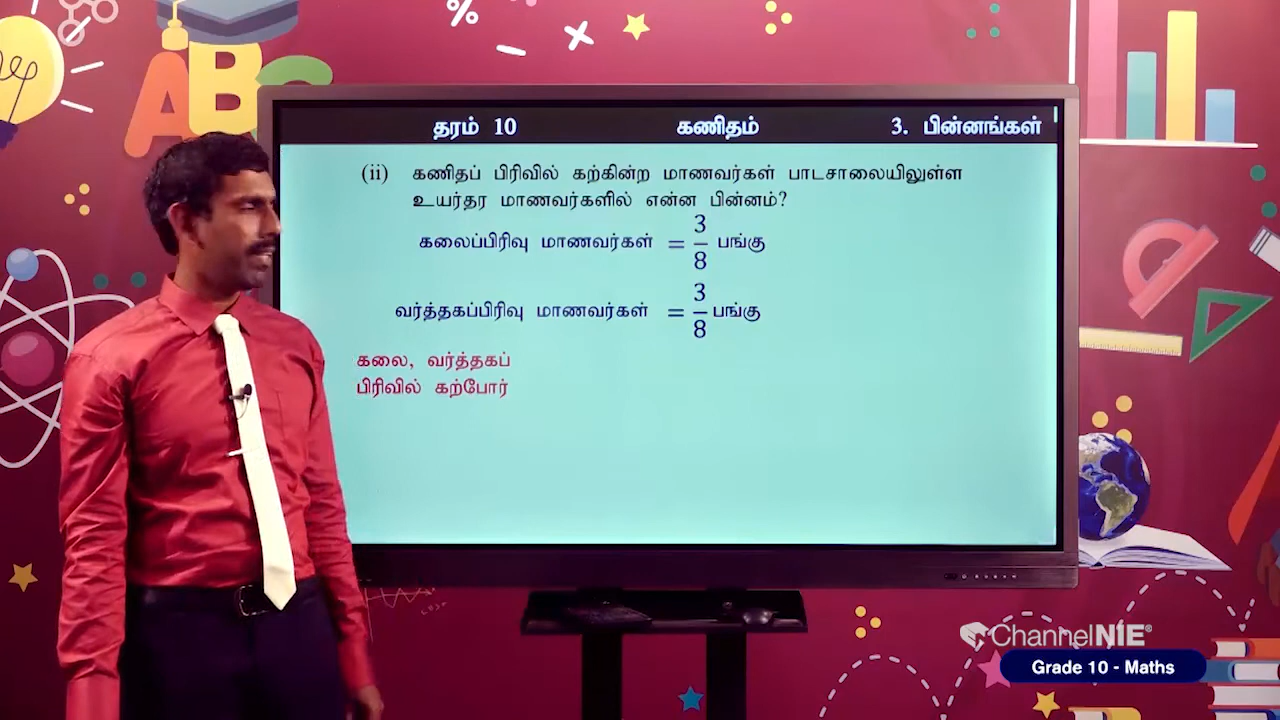 ABC
தரம் 10 கணிதம் 3. பின்னங்கள்
(ii) கணிதப் பிரிவில் கற்கின்ற மாணவர்கள் பாடசாலையிலுள்ள
உயர்தர மாணவர்களில் என்ன பின்னம்?
கலைப்பிரிவு மாணவர்கள் = 3/8 பங்கு
வர்த்தகப்பிரிவு மாணவர்கள் = 3/8 பங்கு
கலை, வர்த்தகப்
பிரிவில் கற்போர்
ChannelNIE®
Grade 10 - Maths